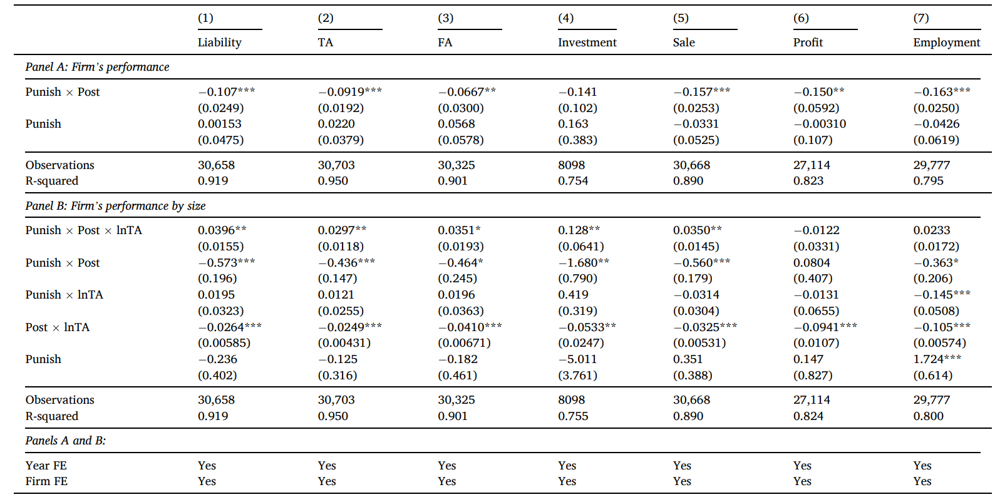 (1) (2) (3) (4) (5) (6) (7)
Liability TA FA Investment Sale Profit Employment
Panel A: Firm’s performance
Punish × Post −0.107*** −0.0919*** −0.0667** −0.141 −0.157*** −0.150** −0.163***
(0.0249) (0.0192) (0.0300) (0.102) (0.0253) (0.0592) (0.0250)
Punish 0.00153 0.0220 0.0568 0.163 −0.0331 −0.00310 −0.0426
(0.0475) (0.0379) (0.0578) (0.383) (0.0525) (0.107) (0.0619)
Observations 30,658 30,703 30,325 8098 30,668 27,114 29,777
R-squared 0.919 0.950 0.901 0.754 0.890 0.823 0.795
Panel B: Firm’s performance by size
Punish × Post × lnTA 0.0396** 0.0297** 0.0351* 0.128** 0.0350** −0.0122 0.0233
(0.0155) (0.0118) (0.0193) (0.0641) (0.0145) (0.0331) (0.0172)
Punish × Post −0.573*** −0.436*** −0.464* −1.680** −0.560*** 0.0804 −0.363*
(0.196) (0.147) (0.245) (0.790) (0.179) (0.407) (0.206)
Punish × lnTA 0.0195 0.0121 0.0196 0.419 −0.0314 −0.0131 −0.145***
(0.0323) (0.0255) (0.0363) (0.319) (0.0304) (0.0655) (0.0508)
Post × lnTA −0.0264*** −0.0249*** −0.0410*** −0.0533** −0.0325*** −0.0941*** −0.105***
(0.00585) (0.00431) (0.00671) (0.0247) (0.00531) (0.0107) (0.00574)
Punish −0.236 −0.125 −0.182 −5.011 0.351 0.147 1.724***
(0.402) (0.316) (0.461) (3.761) (0.388) (0.827) (0.614)
Observations 30,658 30,703 30,325 8098 30,668 27,114 29,777
R-squared 0.919 0.950 0.901 0.755 0.890 0.824 0.800
Panels A and B:
Year FE Yes Yes Yes Yes Yes Yes Yes
Firm FE Yes Yes Yes Yes Yes Yes Yes